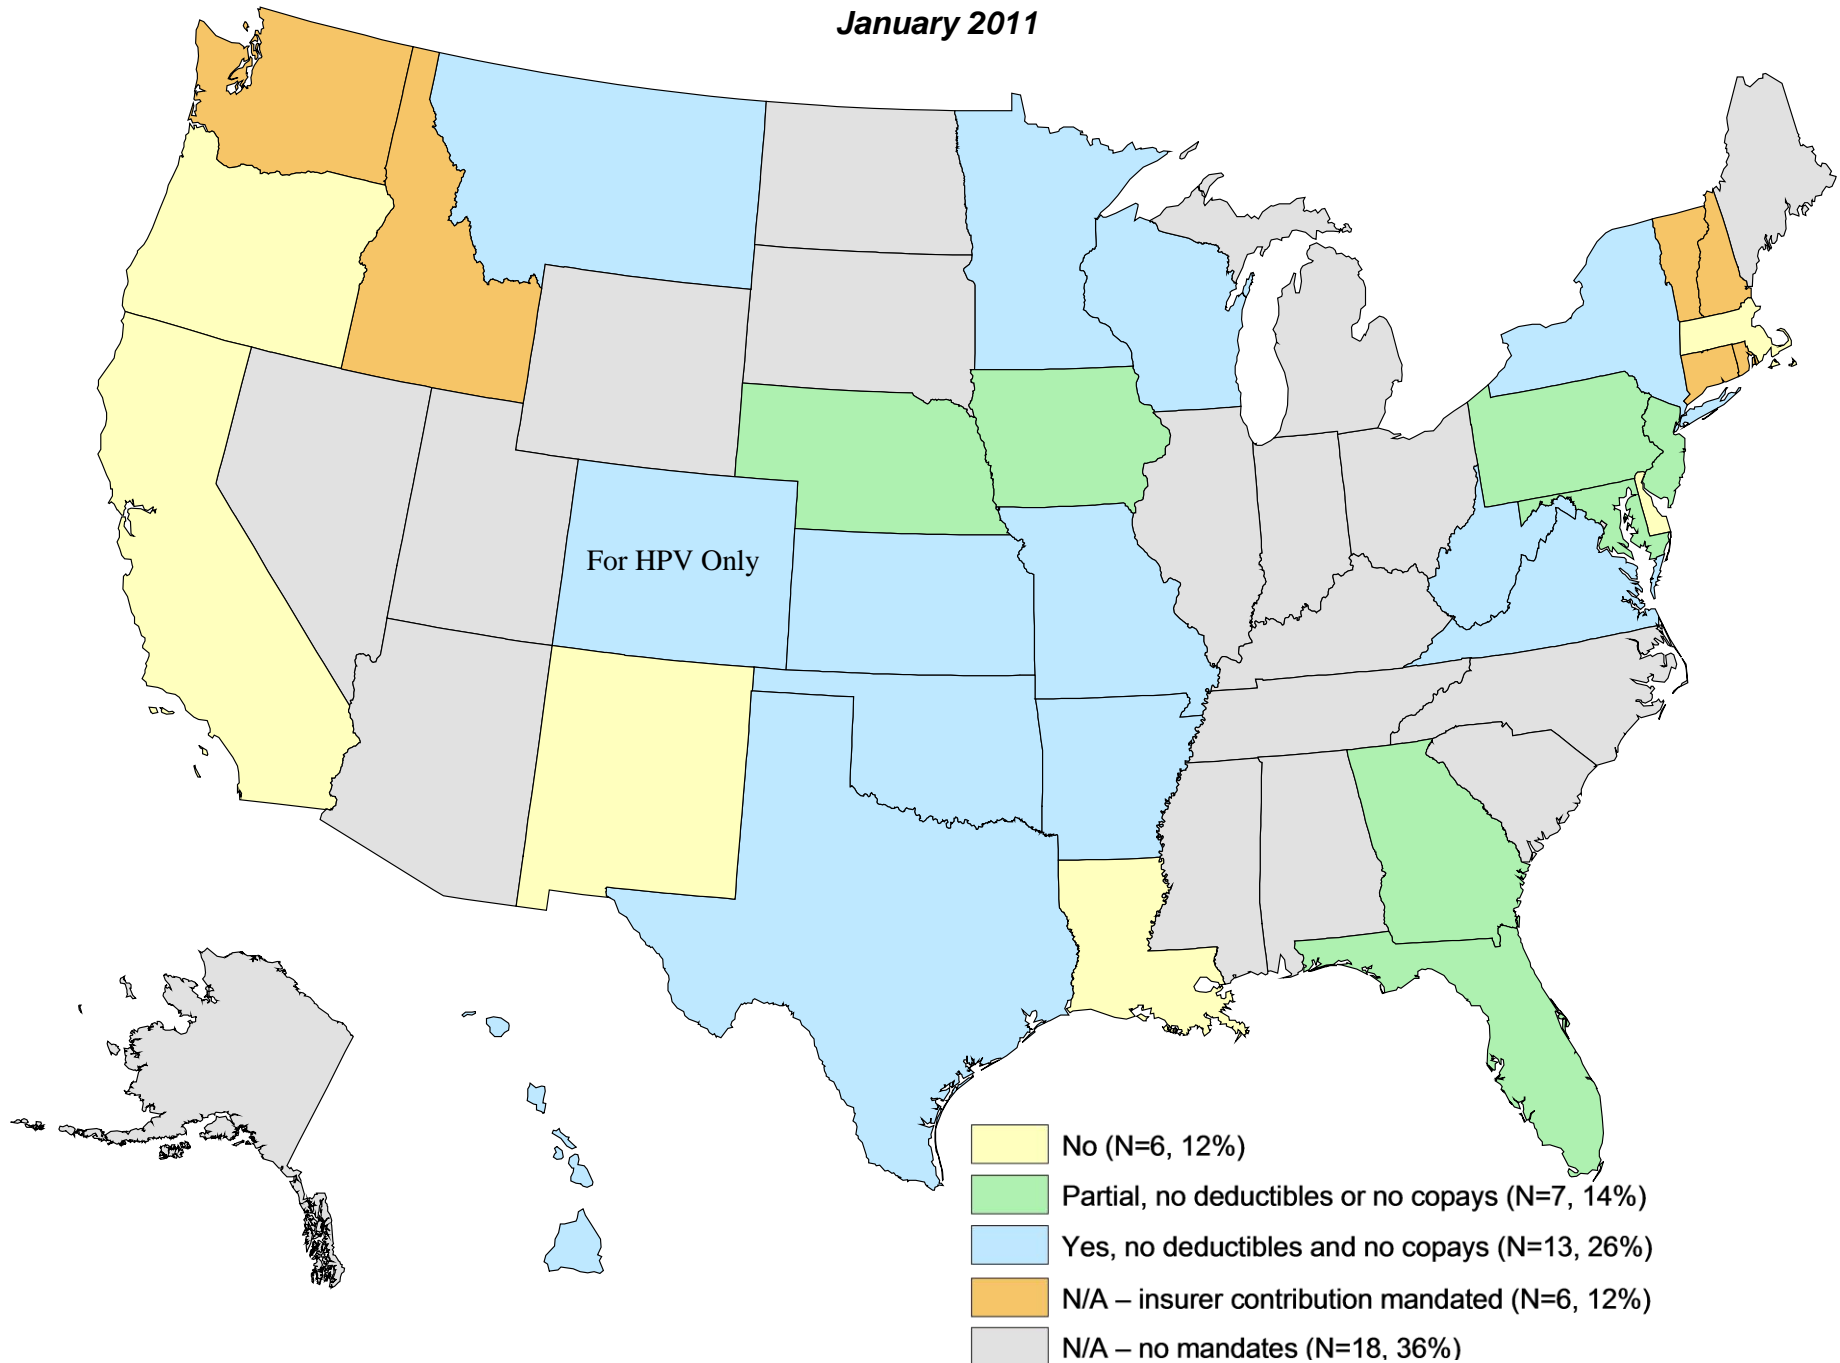 January 2011
For HPV Only
No (N=6, 12%)
Partial, no deductibles or no copays (N=7, 14%)
Yes, no deductibles and no copays (N=13, 26%)
N/A – insurer contribution mandated (N=6, 12%)
N/A – no mandates (N=18, 36%)